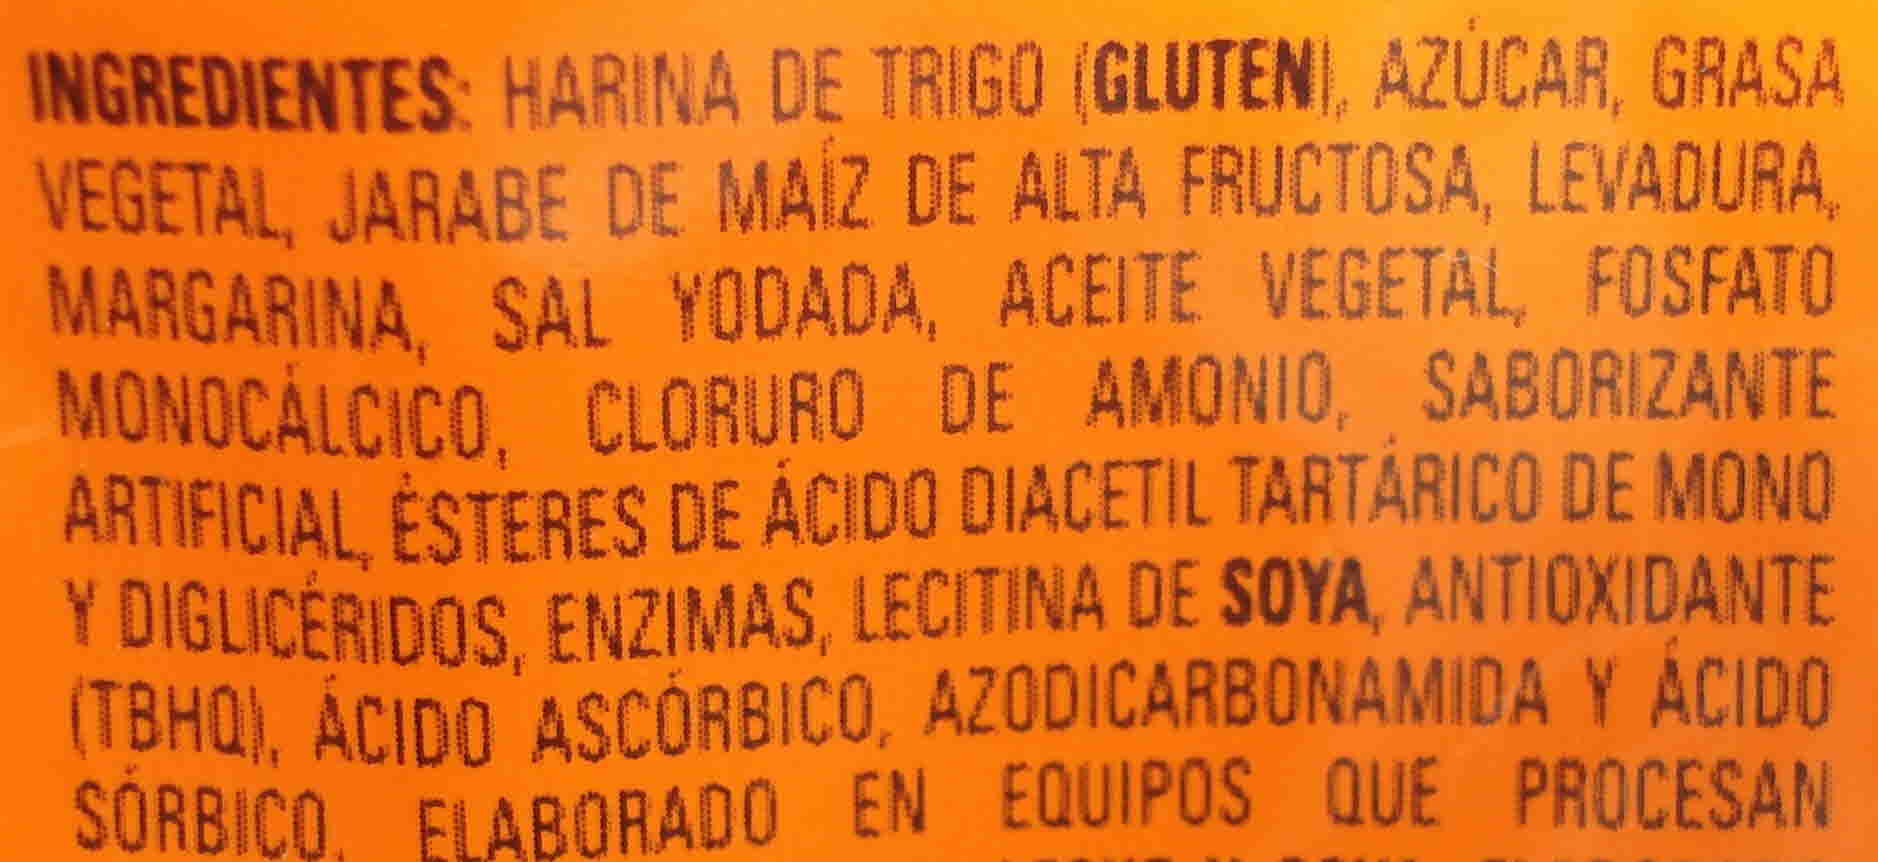 INGREDIENTES: HARINA DE TRIGO (GLUTEN), AZÚCAR, GRASA
VEGETAL, JARABE DE MAÍZ DE ALTA FRUCTOSA, LEVADURA,
MARGARINA, SAL YODADA, ACEITE VEGETAL, FOSFATO
MONOCÁLCICO, CLORURO DE AMONIO, SABORIZANTE
ARTIFICIAL, ÉSTERES DE ÁCIDO DIACETIL TARTÁRICO DE MONO
Y DIGLICÉRIDOS, ENZIMAS, LECITINA DE SOYA, ANTIOXIDANTE
(TBHQ), ÁCIDO ASCÓRBICO, AZODICARBONAMIDA Y ÁCIDO
SÓRBICO. ELABORADO EN EQUIPOS QUE PROCESAN